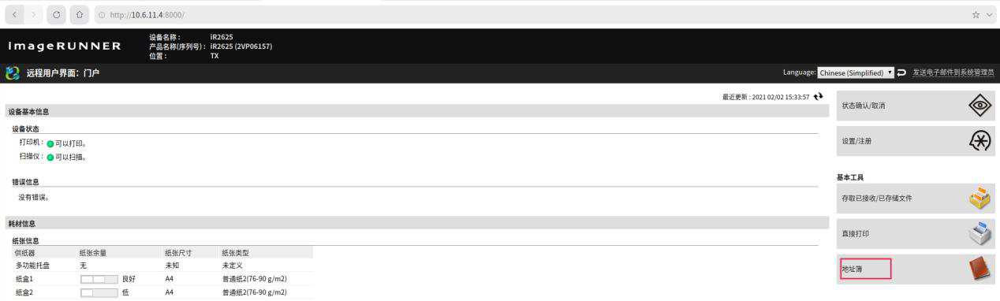 http://10.6.11.4:8000/
imageRUNNER
设备名称： iR2625
产品名称(序列号)： iR2625 (2VP06157)
位置： TX
远程用户界面：门户
Language: Chinese (Simplified) 发送电子邮件到系统管理员
最近更新 : 2021 02/02 15:33:57
设备基本信息
设备状态
打印机： 可以打印。
扫描仪： 可以扫描。
错误信息
没有错误。
耗材信息
纸张信息
供纸器 纸张余量 纸张尺寸 纸张类型
多功能托盘 无 未知 未定义
纸盒1 良好 A4 普通纸2(76-90 g/m2)
纸盒2 低 A4 普通纸2(76-90 g/m2)
状态确认/取消
设置/注册
基本工具
存取已接收/已存储文件
直接打印
地址簿